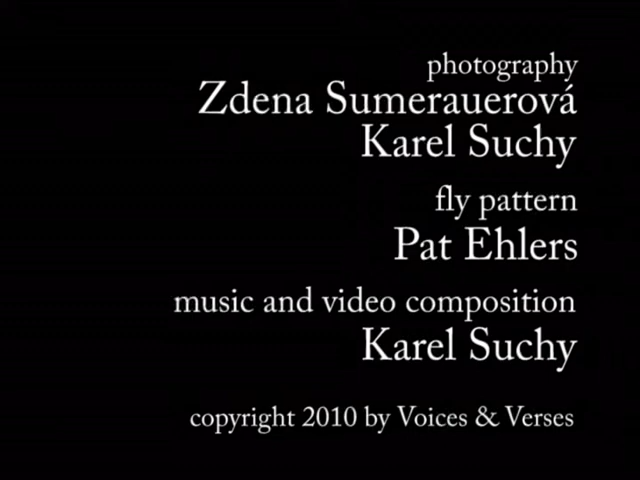 photography
Zdena Sumerauerová
Karel Suchy
fly pattern
Pat Ehlers
music and video composition
Karel Suchy
copyright 2010 by Voices & Verses